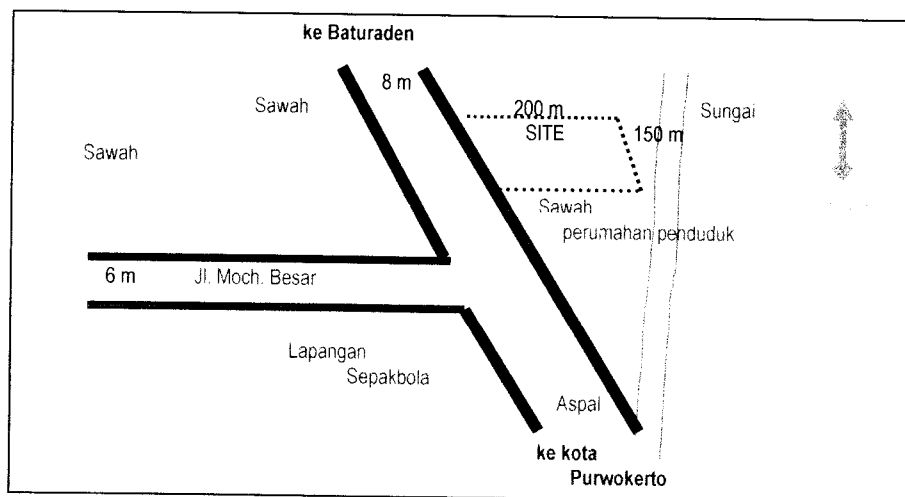 ke Baturaden
8 m
Sawah
200 m
SITE
150 m
Sungai
Sawah
Sawah
perumahan penduduk
6 m
Jl. Moch. Besar
Lapangan
Sepakbola
Aspal
ke kota
Purwokerto